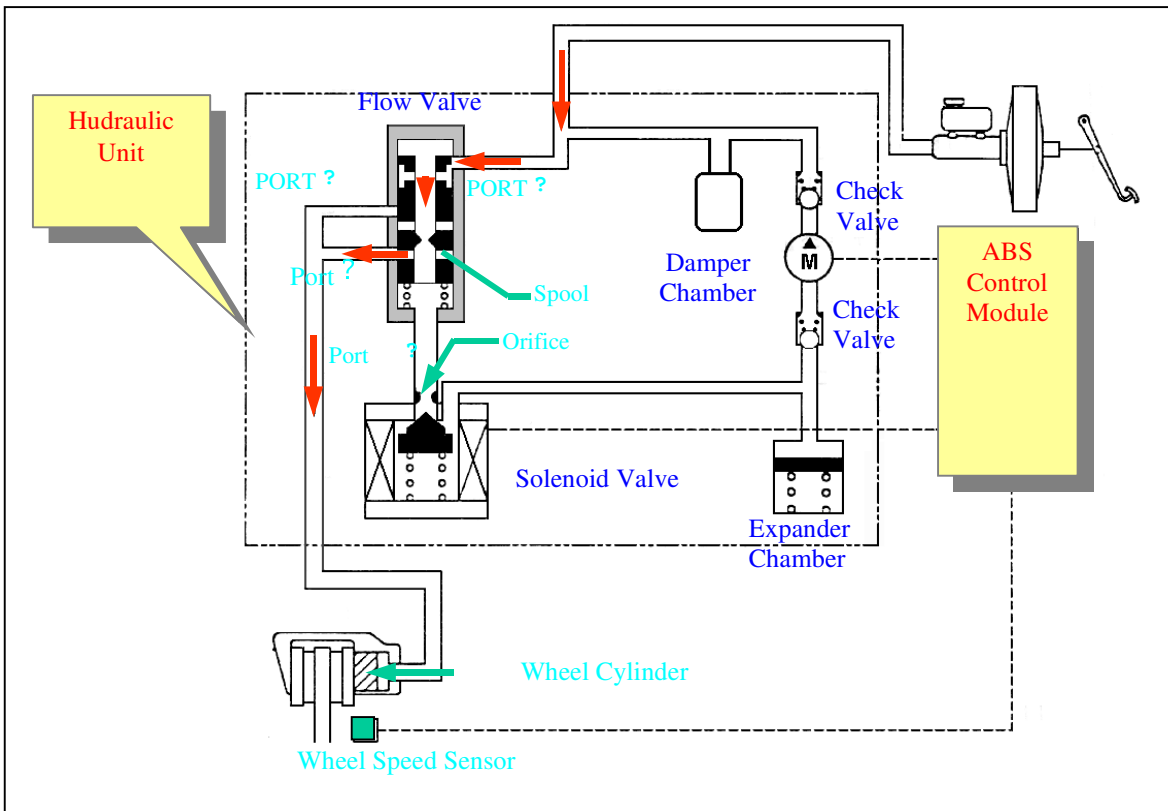 Flow Valve
Hudraulic
Unit
PORT ?
PORT ?
Check
Valve
ABS
Control
Module
M
Damper
Chamber
Port ?
Spool
Check
Valve
Port ?
Orifice
Solenoid Valve
Expander
Chamber
Wheel Cylinder
Wheel Speed Sensor